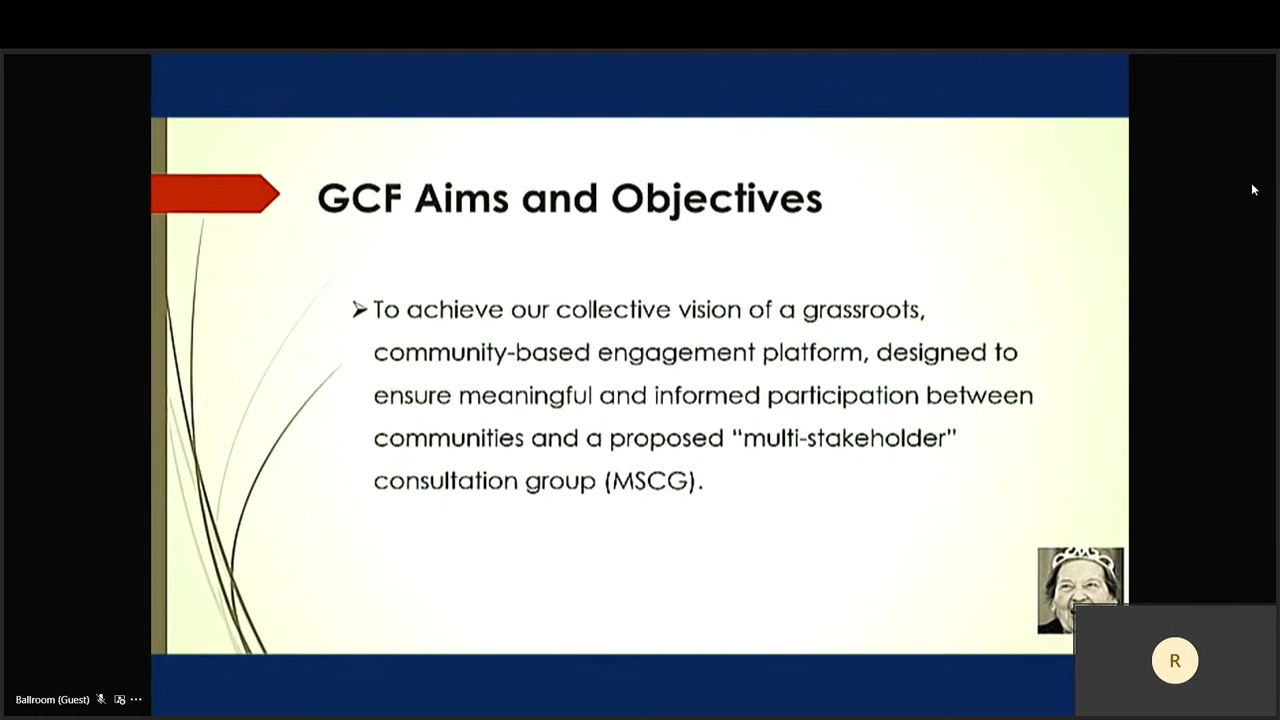 GCF Aims and Objectives
➢ To achieve our collective vision of a grassroots,
community-based engagement platform, designed to
ensure meaningful and informed participation between
communities and a proposed “multi-stakeholder”
consultation group (MSCG).
R
Ballroom (Guest)